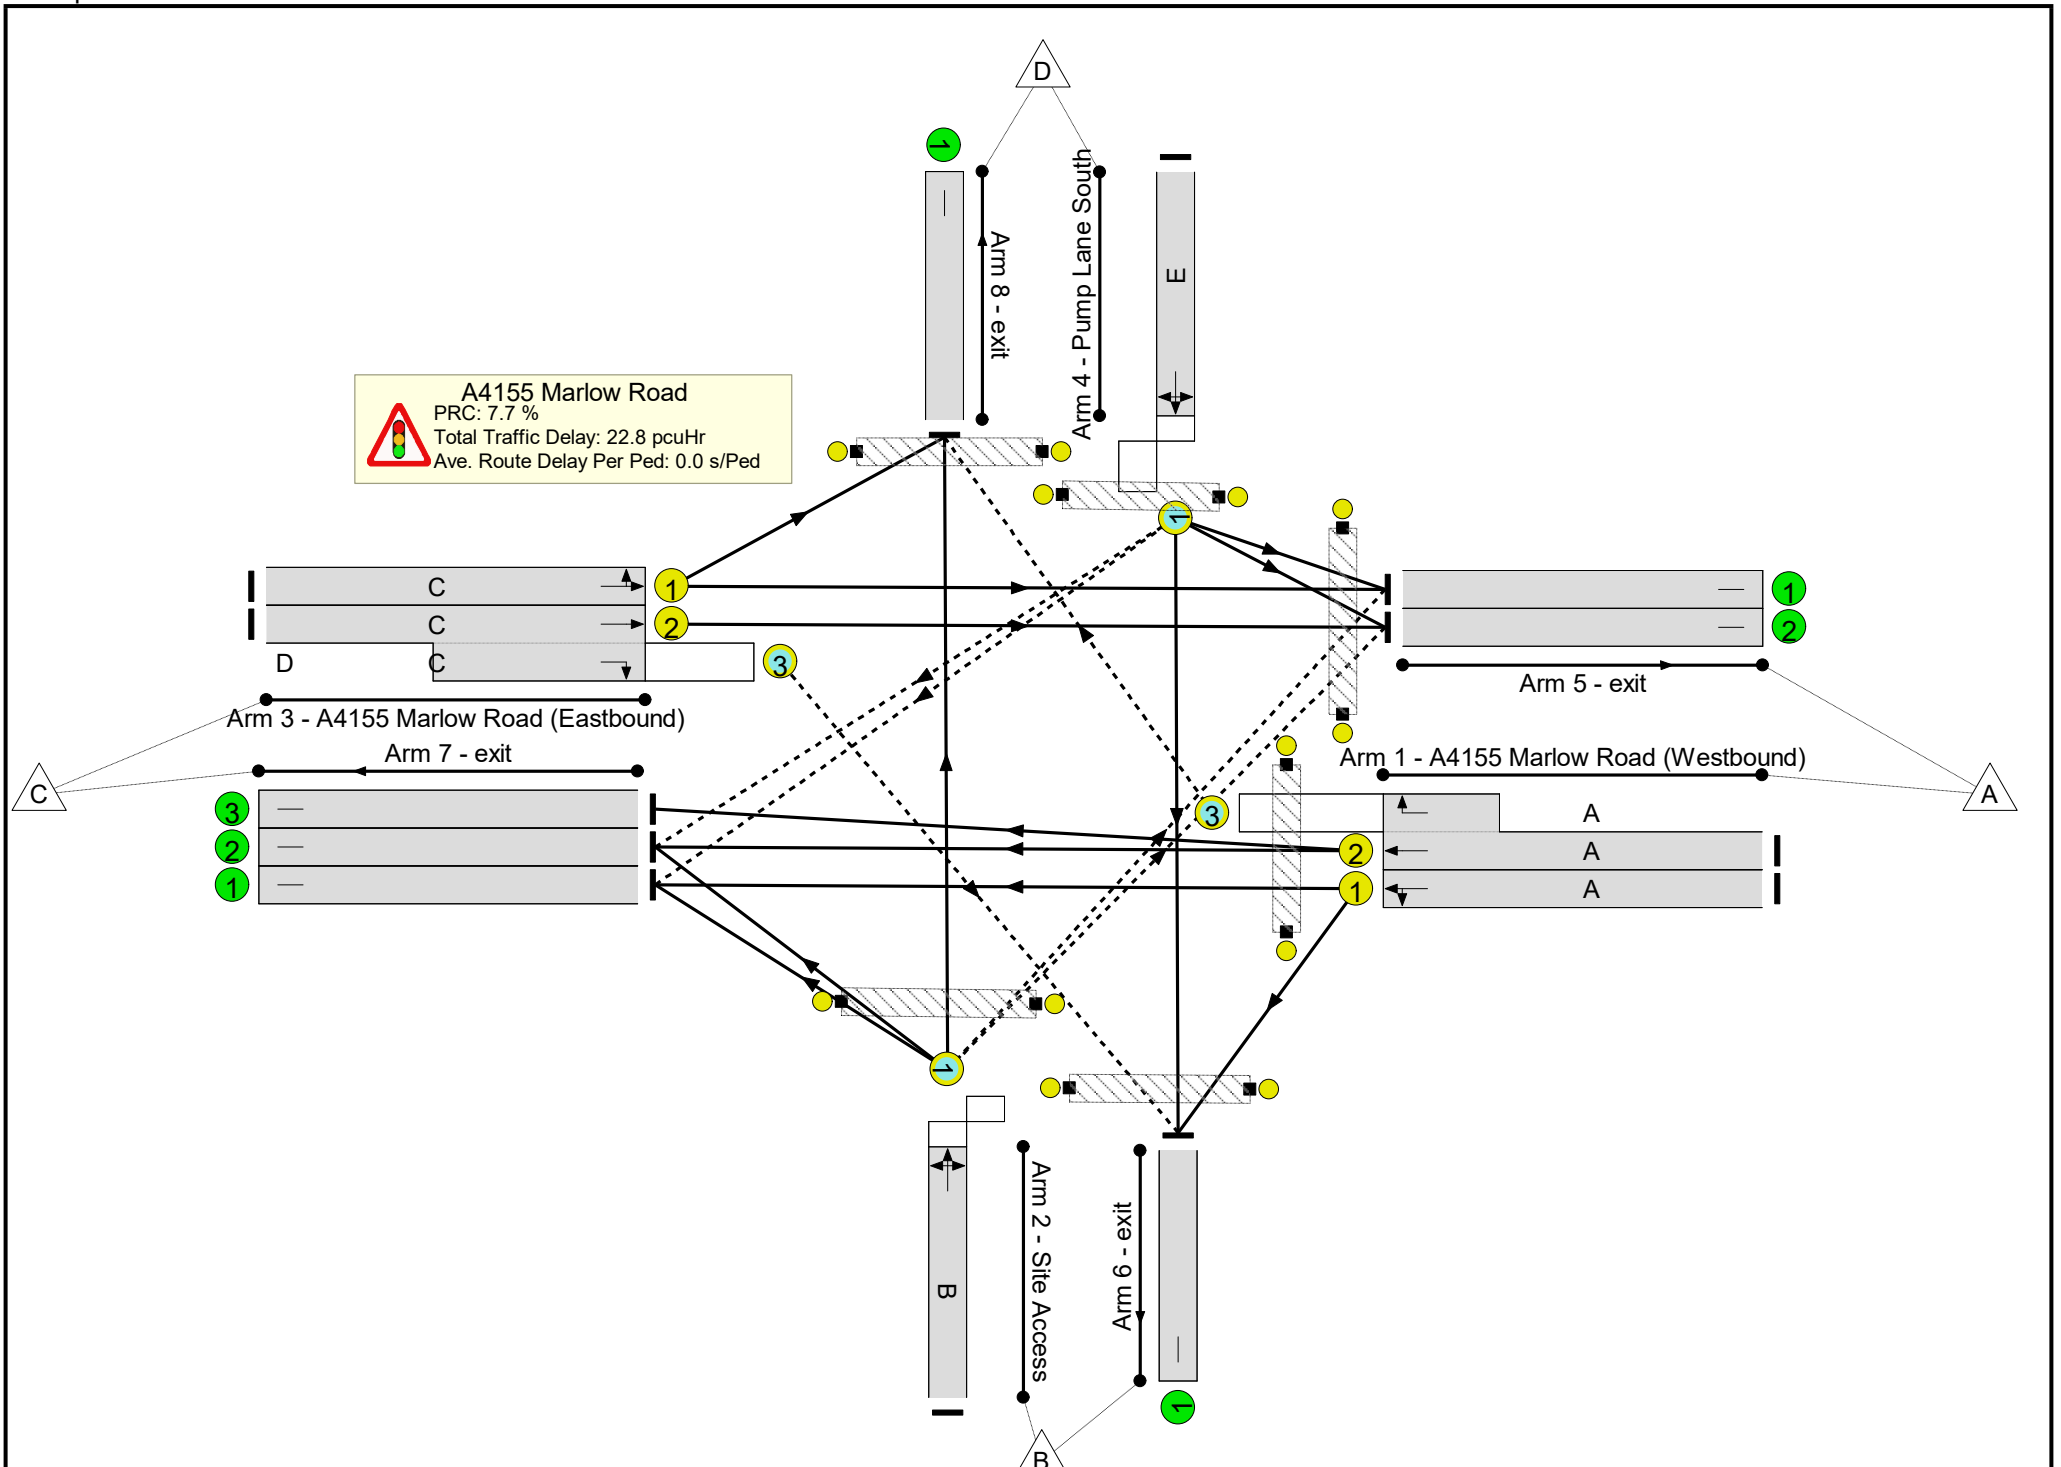 D
1
Arm 8 - exit
Arm 4 - Pump Lane South
E
A4155 Marlow Road
PRC: 7.7 %
Total Traffic Delay: 22.8 pcuHr
Ave. Route Delay Per Ped: 0.0 s/Ped
1
C
1
1
C
2
2
D
C
3
Arm 5 - exit
Arm 3 - A4155 Marlow Road (Eastbound)
Arm 7 - exit
Arm 1 - A4155 Marlow Road (Westbound)
C
A
3
3
A
2
2
A
1
1
A
1
Arm 2 - Site Access
Arm 6 - exit
B
1
B